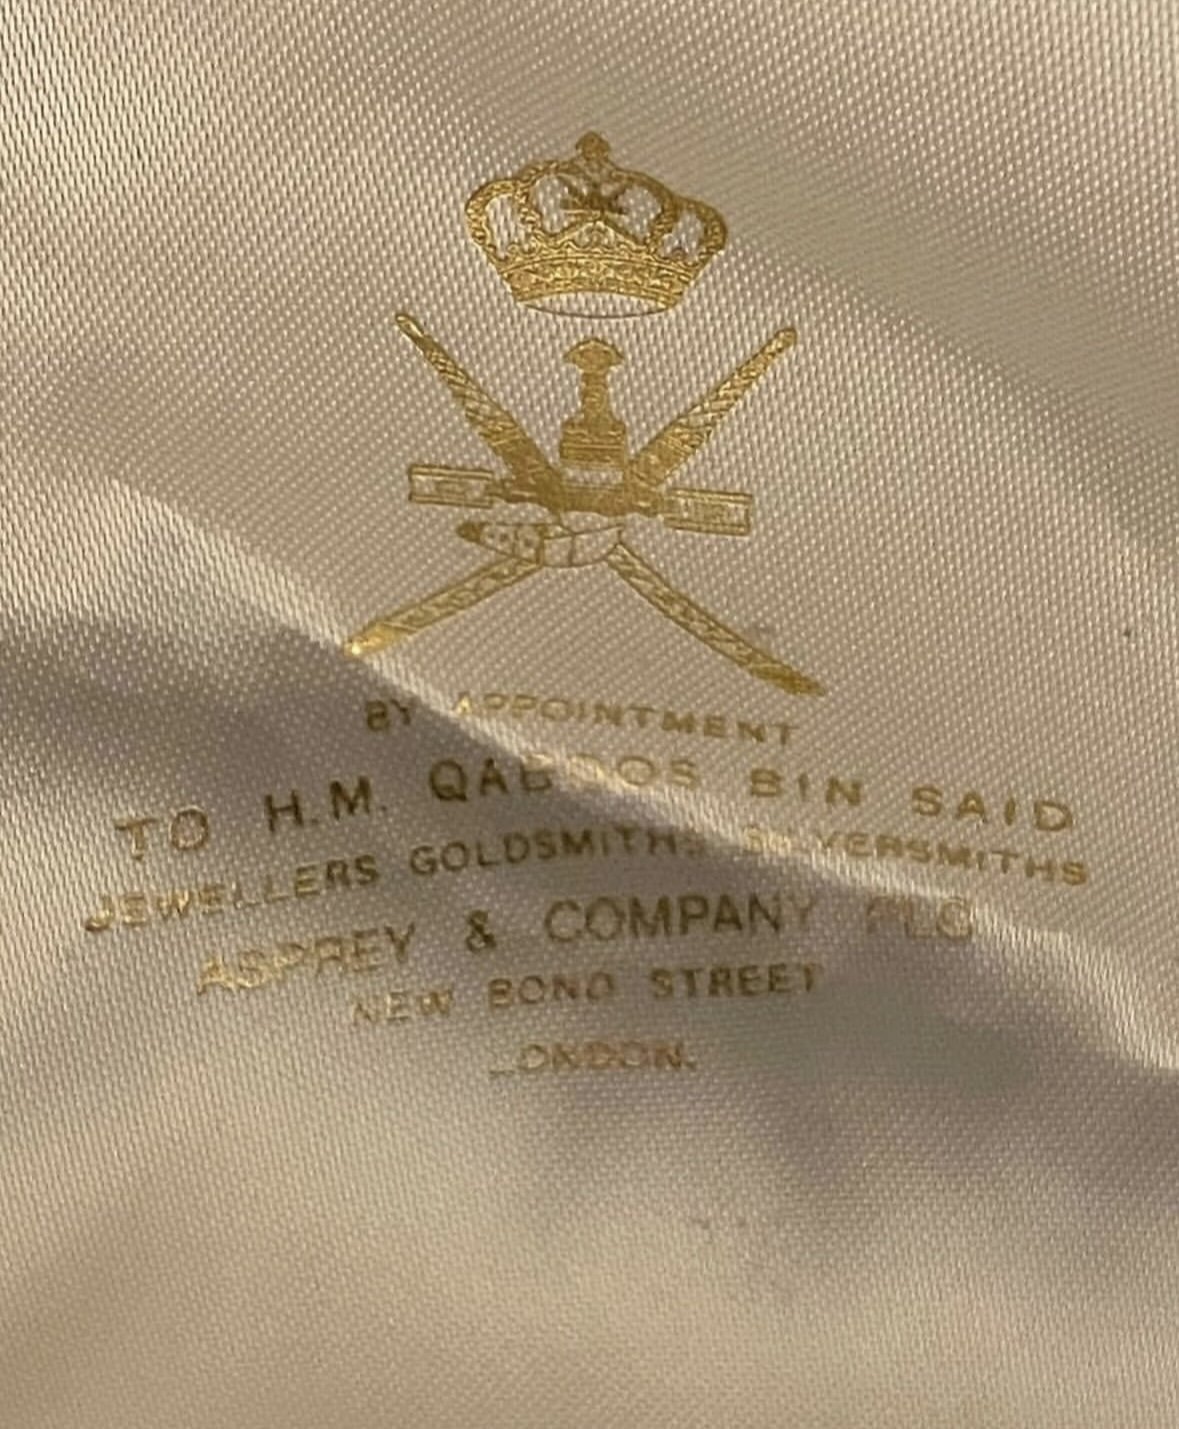 BY APPOINTMENT
TO H.M. QABOOS BIN SAID
JEWELLERS GOLDSMITHS SILVERSMITHS
ASPREY & COMPANY PLC
NEW BOND STREET
LONDON.